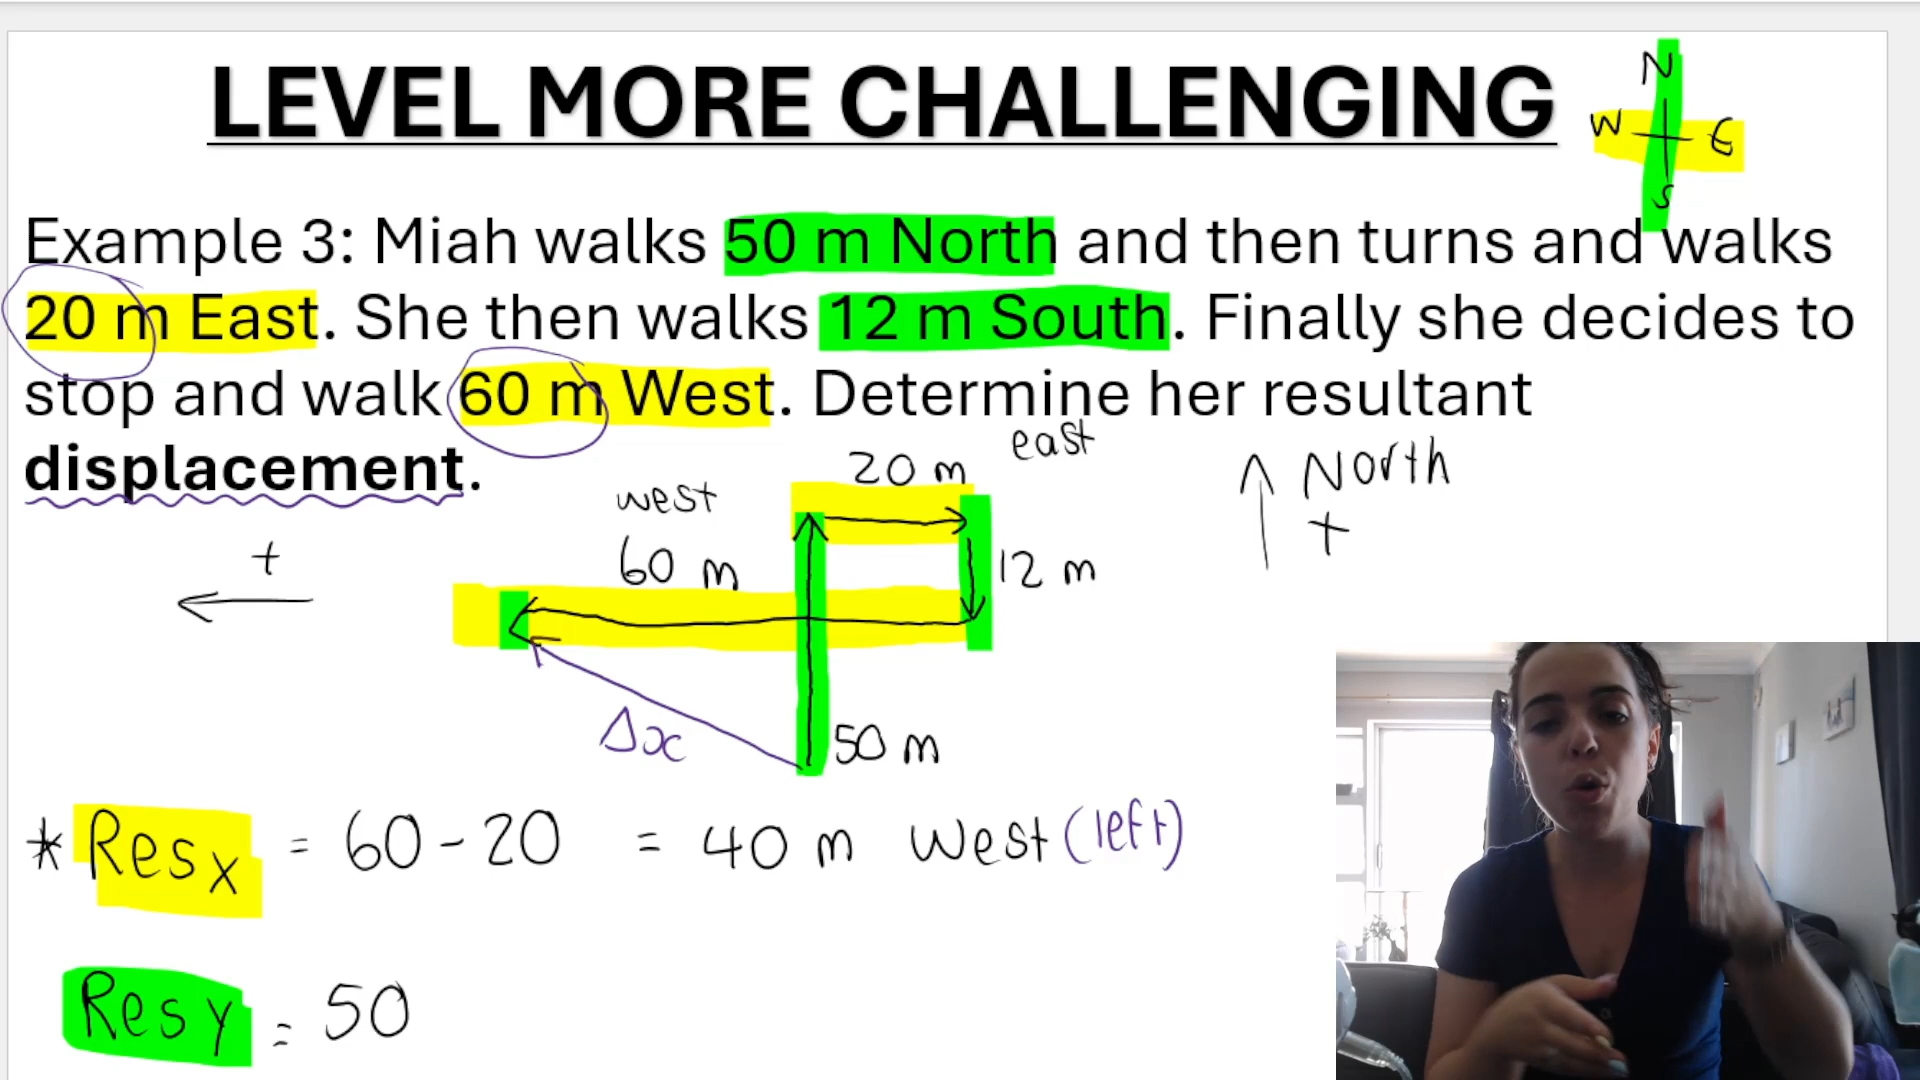 LEVEL MORE CHALLENGING
N
W E
S
Example 3: Miah walks 50 m North and then turns and walks
20 m East. She then walks 12 m South. Finally she decides to
stop and walk 60 m West. Determine her resultant
displacement.
east
20 m
North
+
west
60 m
12 m
+
Δx
50 m
* Resx = 60 - 20 = 40 m West (left)
Resy = 50